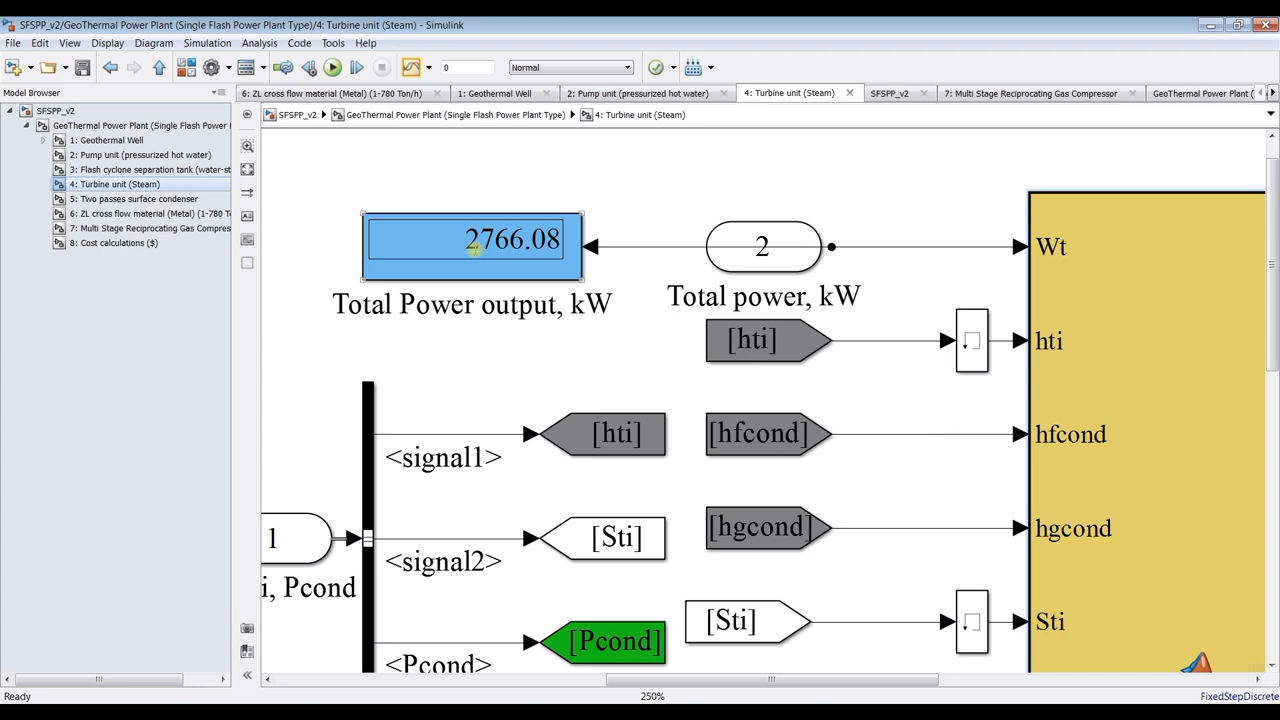 SFSPP_v2/GeoThermal Power Plant (Single Flash Power Plant Type)/4: Turbine unit (Steam) - Simulink
File Edit View Display Diagram Simulation Analysis Code Tools Help
0 Normal
Model Browser
6: ZL cross flow material (Metal) (1-780 Ton/h) 1: Geothermal Well 2: Pump unit (pressurized hot water) 4: Turbine unit (Steam) SFSPP_v2 7: Multi Stage Reciprocating Gas Compressor GeoThermal Power Plant (
SFSPP_v2 GeoThermal Power Plant (Single Flash Power Plant Type) 4: Turbine unit (Steam)
SFSPP_v2
GeoThermal Power Plant (Single Flash Power
1: Geothermal Well
2: Pump unit (pressurized hot water)
3: Flash cyclone separation tank (water-st
4: Turbine unit (Steam)
5: Two passes surface condenser
6: ZL cross flow material (Metal) (1-780 T
7: Multi Stage Reciprocating Gas Compres
8: Cost calculations ($)
2766.08
2
Wt
Total Power output, kW
Total power, kW
[hti]
hti
[hti]
[hfcond]
hfcond
<signal1>
[hgcond]
hgcond
1
[Sti]
<signal2>
i, Pcond
[Sti]
Sti
[Pcond]
<Pcond>
Ready
250%
FixedStepDiscrete